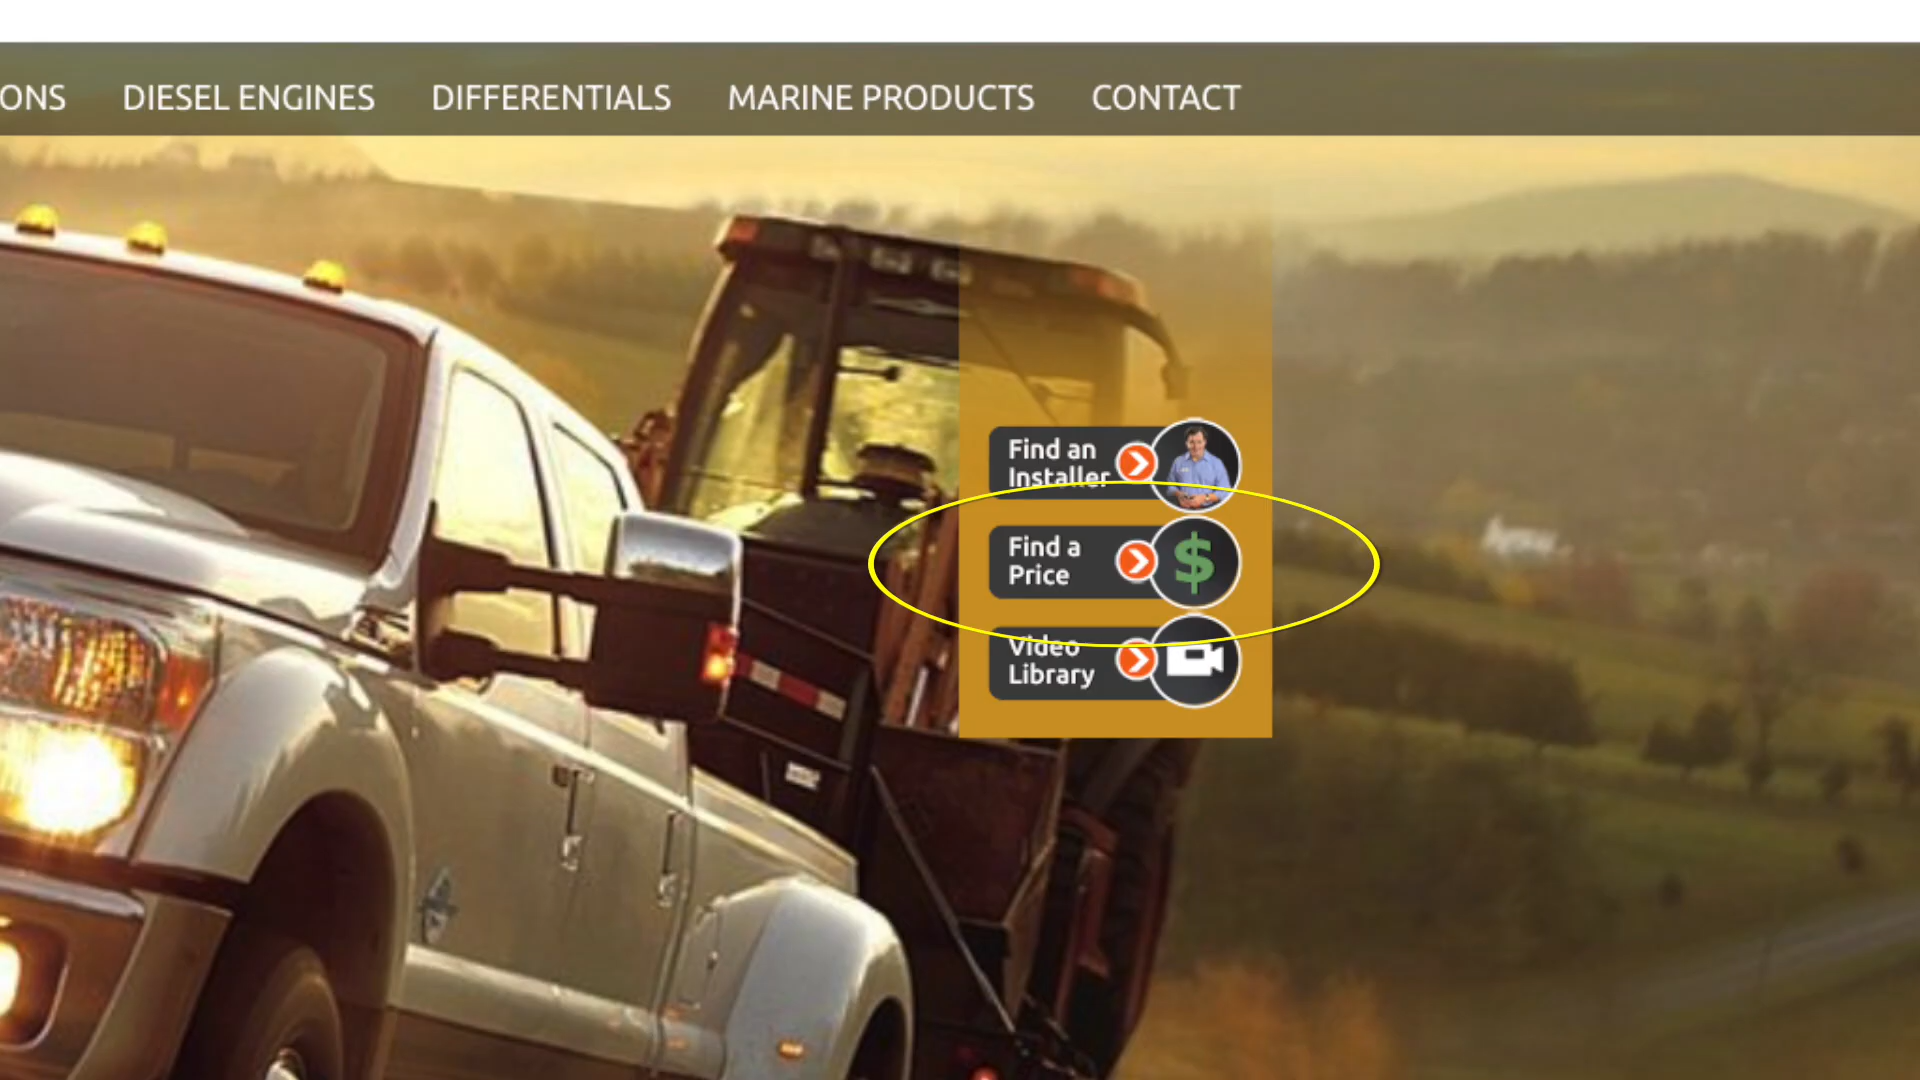 ONS DIESEL ENGINES DIFFERENTIALS MARINE PRODUCTS CONTACT
Find an
Installer
Find a
Price
$
Video
Library